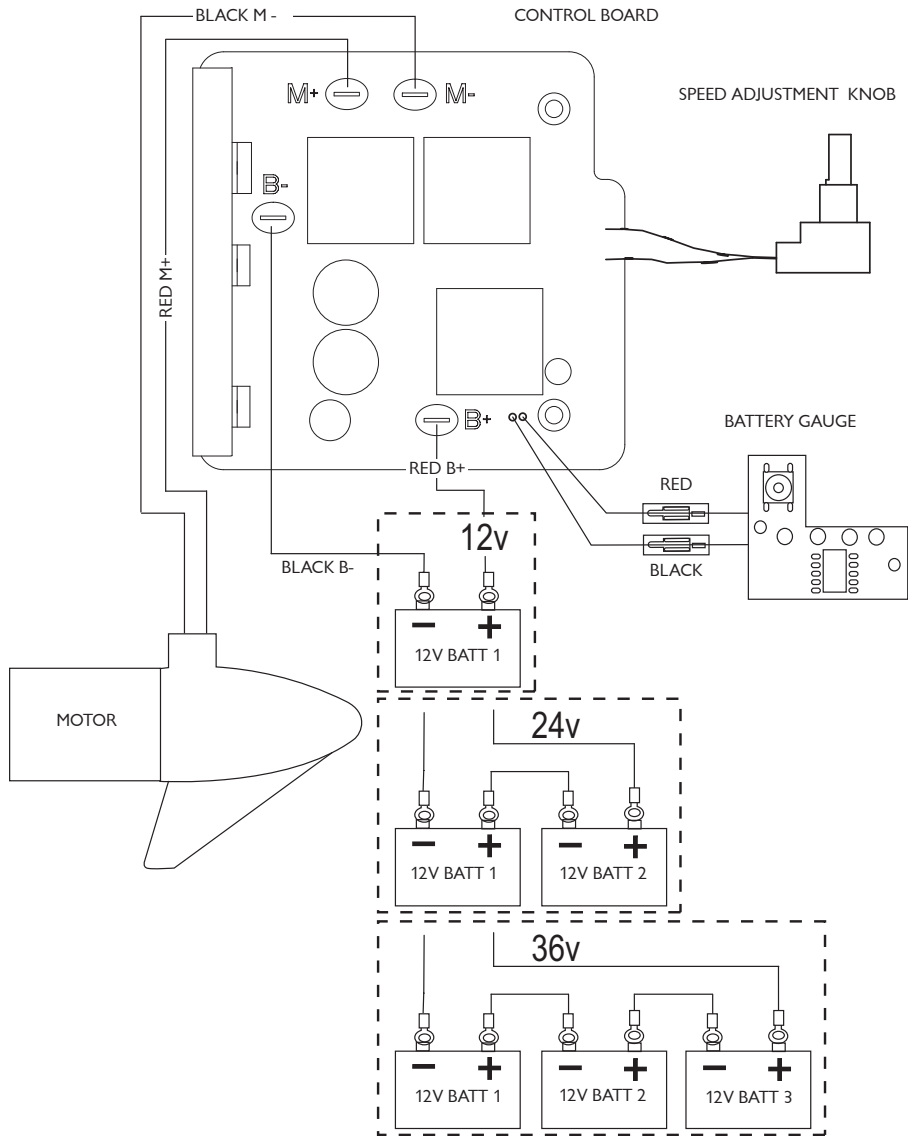 BLACK M -
CONTROL BOARD
M+
M-
SPEED ADJUSTMENT KNOB
B-
RED M+
B+
BATTERY GAUGE
RED B+
RED
12v
BLACK B-
BLACK
- +
12V BATT 1
MOTOR
24v
- + - +
12V BATT 1 12V BATT 2
36v
- + - + - +
12V BATT 1 12V BATT 2 12V BATT 3